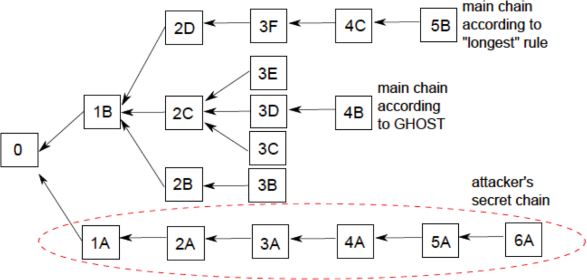 2D
3F
4C
5B
main chain
according to
"longest" rule
3E
1B
2C
3D
4B
main chain
according
to GHOST
0
3C
2B
3B
attacker's
secret chain
1A
2A
3A
4A
5A
6A